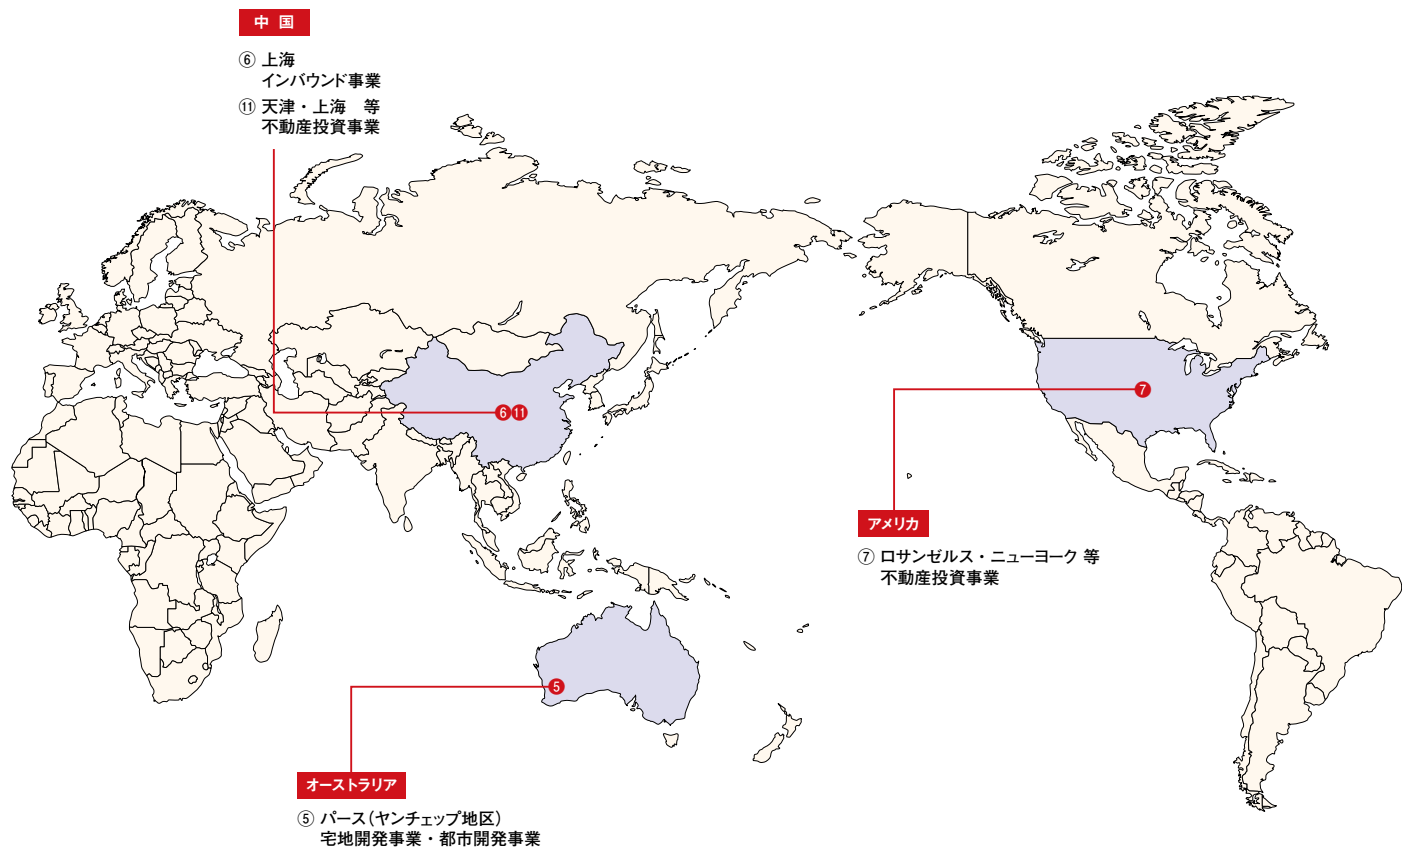 中 国
⑥ 上海
インバウンド事業
⑪ 天津・上海　等
不動産投資事業
⑥⑪
⑦
アメリカ
⑦ ロサンゼルス・ニューヨーク 等
不動産投資事業
⑤
オーストラリア
⑤ パース（ヤンチェップ地区）
宅地開発事業・都市開発事業